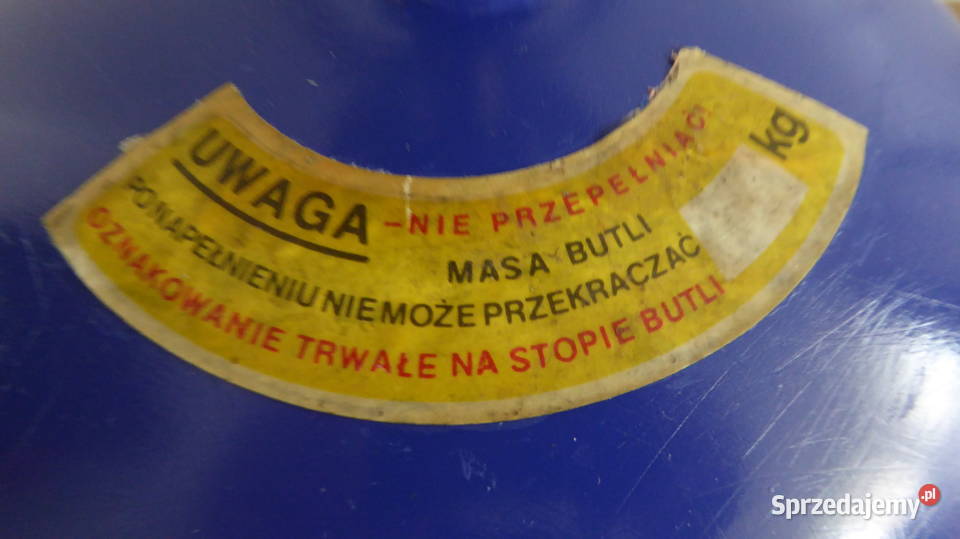 UWAGA - NIE PRZEPEŁNIAĆ!
MASA BUTLI
PO NAPEŁNIENIU NIE MOŻE PRZEKRACZAĆ kg
OZNAKOWANIE TRWAŁE NA STOPIE BUTLI
Sprzedajemy.pl